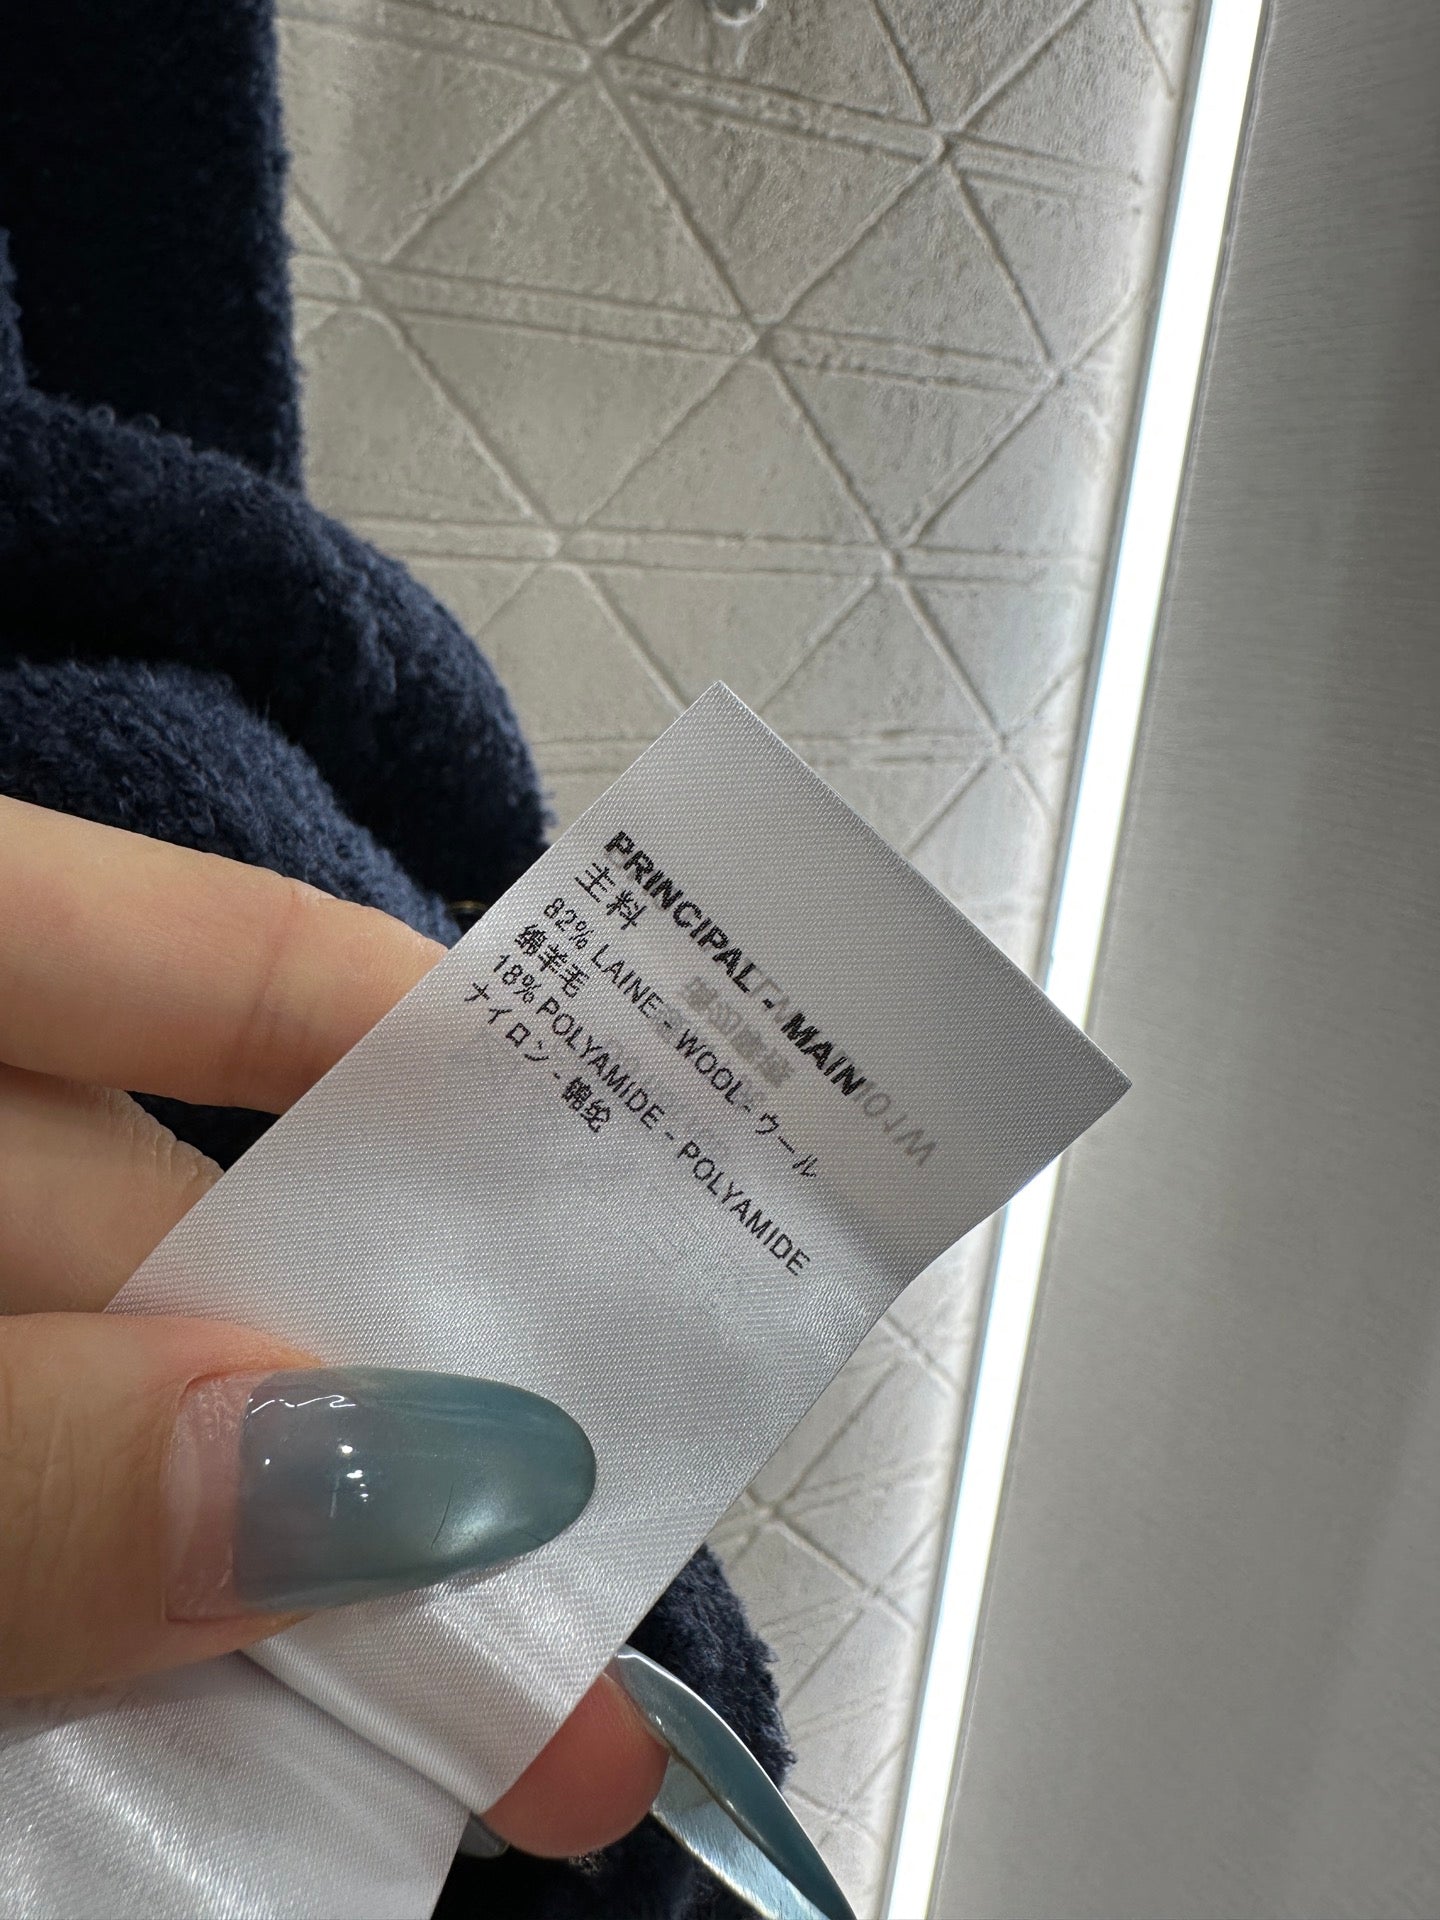 PRINCIPAL - MAIN
主料
82% LAINE - WOOL - ウール
绵羊毛
18% POLYAMIDE - POLYAMIDE
ナイロン - 锦纶